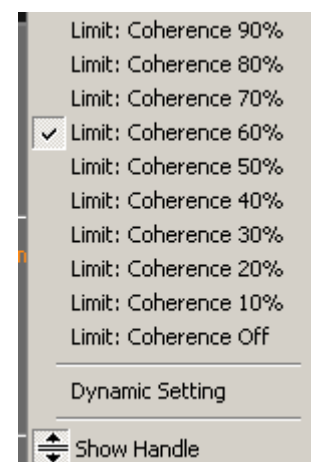 Limit: Coherence 90%
Limit: Coherence 80%
Limit: Coherence 70%
Limit: Coherence 60%
Limit: Coherence 50%
Limit: Coherence 40%
Limit: Coherence 30%
Limit: Coherence 20%
Limit: Coherence 10%
Limit: Coherence Off
Dynamic Setting
Show Handle